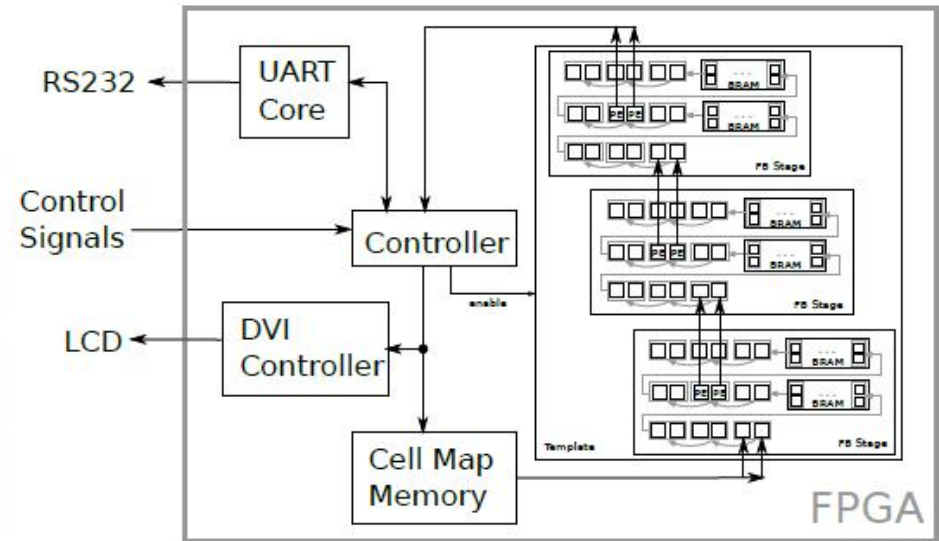 RS232
UART
Core
Control
Signals
Controller
enable
LCD
DVI
Controller
Cell Map
Memory
Template
...
BRAM
PE PE
...
BRAM
FB Stage
...
BRAM
PE PE
...
BRAM
FB Stage
...
BRAM
PE PE
...
BRAM
FB Stage
FPGA